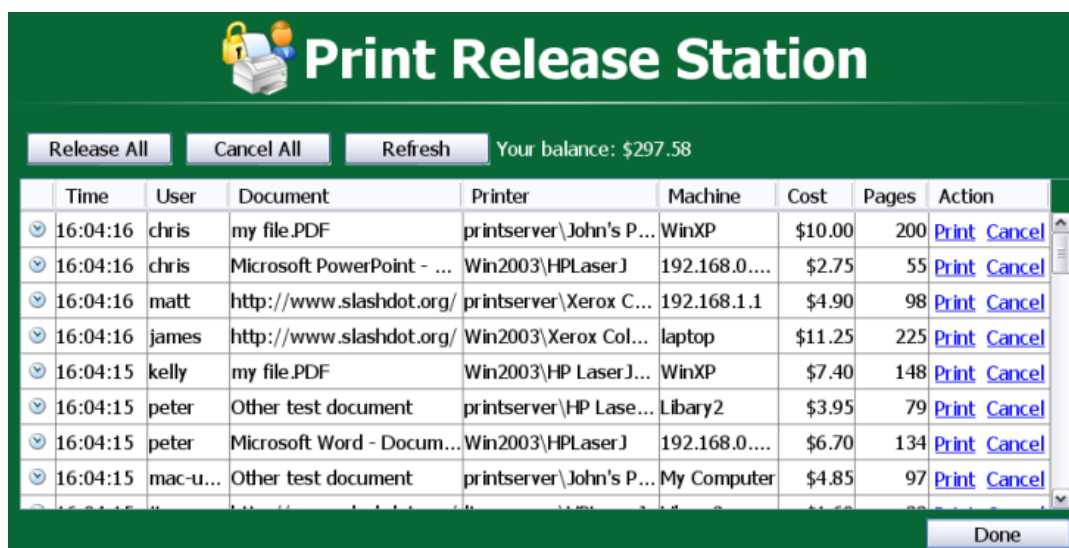 Print Release Station
Release All Cancel All Refresh Your balance: $297.58
Time User Document Printer Machine Cost Pages Action
16:04:16 chris my file.PDF printserver\John's P... WinXP $10.00 200 Print Cancel
16:04:16 chris Microsoft PowerPoint - ... Win2003\HPLaserJ 192.168.0.... $2.75 55 Print Cancel
16:04:16 matt http://www.slashdot.org/ printserver\Xerox C... 192.168.1.1 $4.90 98 Print Cancel
16:04:16 james http://www.slashdot.org/ Win2003\Xerox Col... laptop $11.25 225 Print Cancel
16:04:15 kelly my file.PDF Win2003\HP LaserJ... WinXP $7.40 148 Print Cancel
16:04:15 peter Other test document printserver\HP Lase... Libary2 $3.95 79 Print Cancel
16:04:15 peter Microsoft Word - Docum... Win2003\HPLaserJ 192.168.0.... $6.70 134 Print Cancel
16:04:15 mac-u... Other test document printserver\John's P... My Computer $4.85 97 Print Cancel
Done